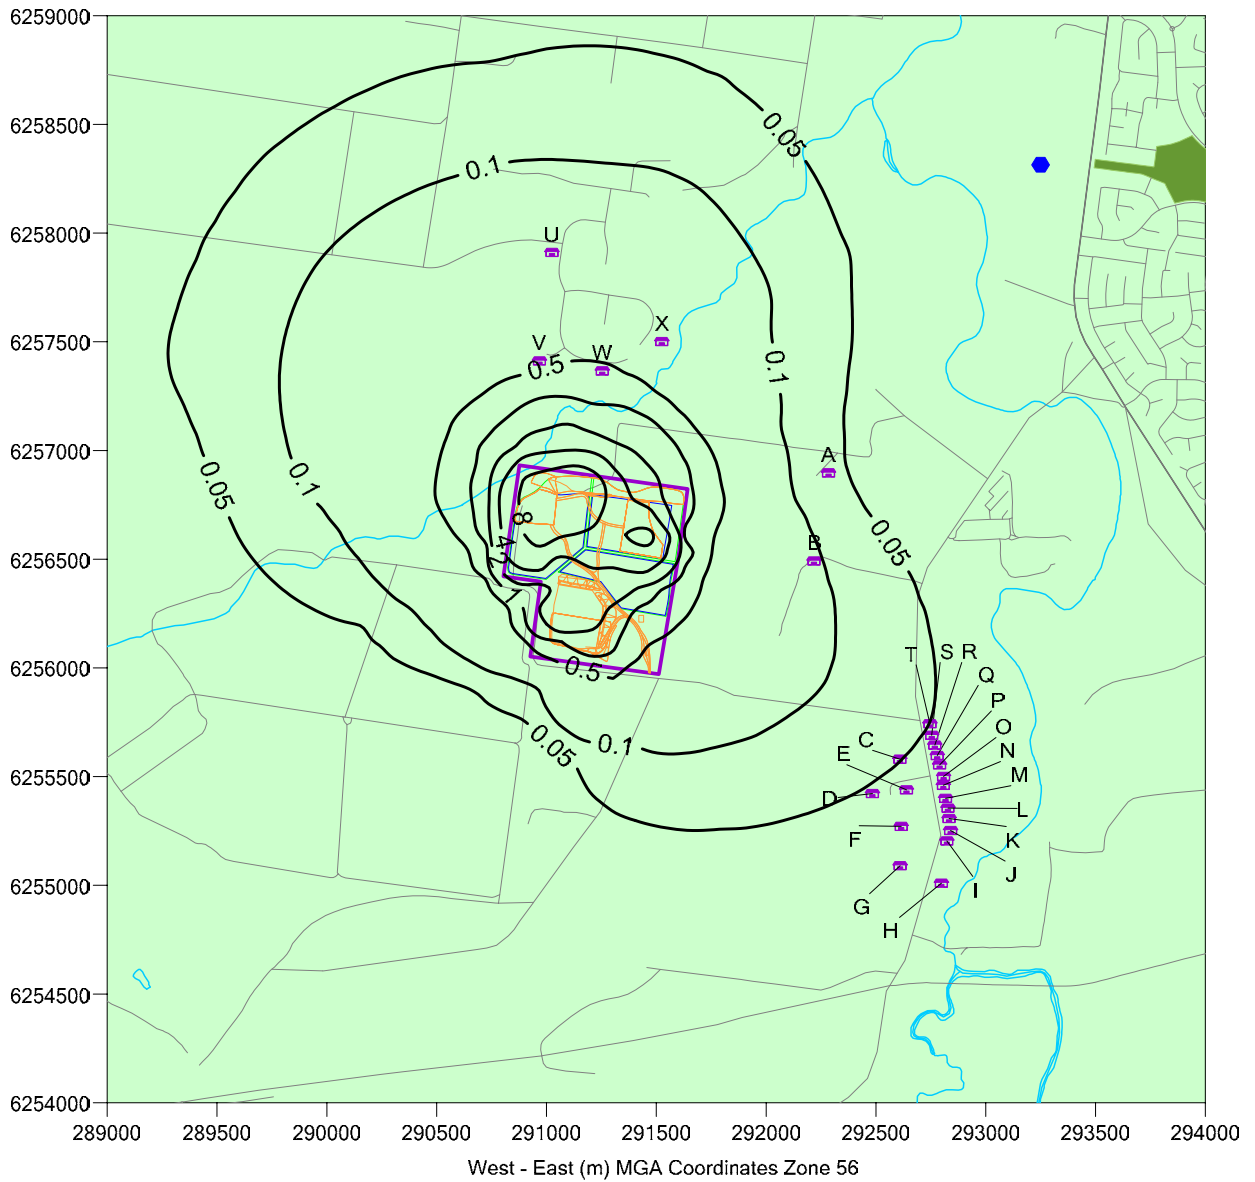 6259000
0.05
6258500
0.1
U
6258000
X
6257500
V
W
0.5
0.1
6257000
A
0.05
0.1
8
0.05
B
6256500
4
2
1
T
S
R
6256000
0.5
Q
P
O
0.05
0.1
C
N
E
6255500
M
D
L
F
K
J
6255000
I
G
H
6254500
6254000
289000 289500 290000 290500 291000 291500 292000 292500 293000 293500 294000
West - East (m) MGA Coordinates Zone 56